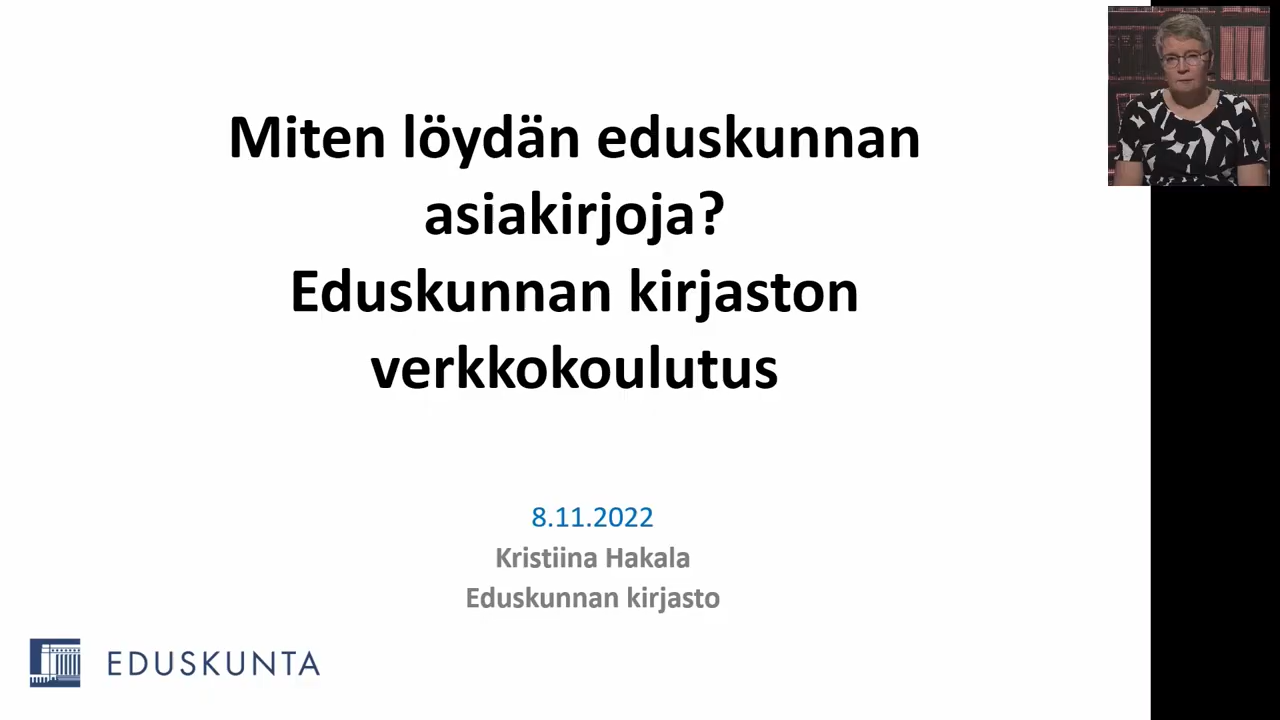 Miten löydän eduskunnan
asiakirjoja?
Eduskunnan kirjaston
verkkokoulutus
8.11.2022
Kristiina Hakala
Eduskunnan kirjasto
EDUSKUNTA